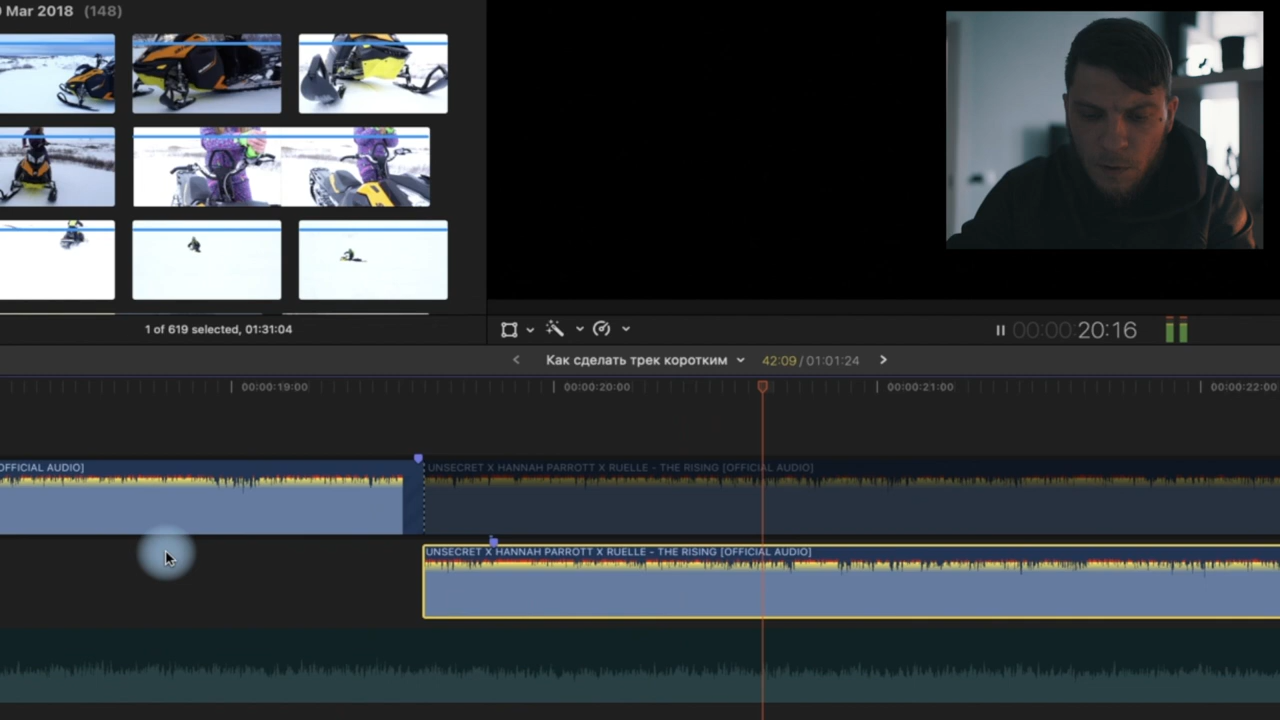 Mar 2018 (148)
1 of 619 selected, 01:31:04
00:00:20:16
Как сделать трек коротким
42:09 / 01:01:24
00:00:19:00
00:00:20:00
00:00:21:00
00:00:22:00
OFFICIAL AUDIO]
UNSECRET X HANNAH PARROTT X RUELLE - THE RISING [OFFICIAL AUDIO]
UNSECRET X HANNAH PARROTT X RUELLE - THE RISING [OFFICIAL AUDIO]